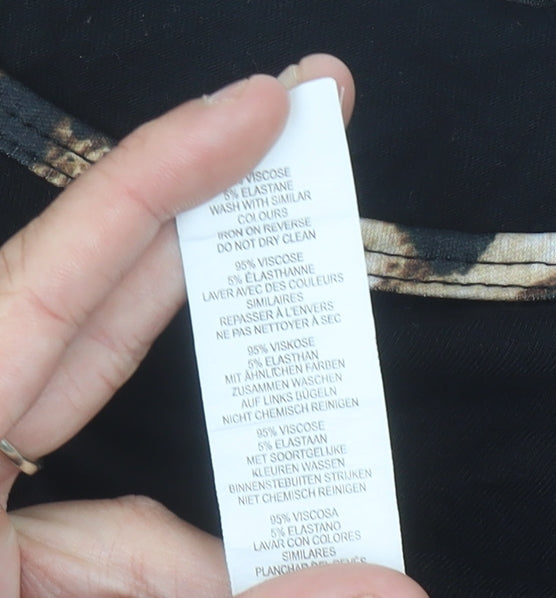 VISCOSE
5% ELASTANE
WASH WITH SIMILAR
COLOURS
IRON ON REVERSE
DO NOT DRY CLEAN
95% VISCOSE
5% ÉLASTHANNE
LAVER AVEC DES COULEURS
SIMILAIRES
REPASSER À L'ENVERS
NE PAS NETTOYER À SEC
95% VISKOSE
5% ELASTHAN
MIT ÄHNLICHEN FARBEN
ZUSAMMEN WASCHEN
AUF LINKS BÜGELN
NICHT CHEMISCH REINIGEN
95% VISCOSE
5% ELASTAAN
MET SOORTGELIJKE
KLEUREN WASSEN
BINNENSTEBUITEN STRIJKEN
NIET CHEMISCH REINIGEN
95% VISCOSA
5% ELASTANO
LAVAR CON COLORES
SIMILARES
PLANCHAR DEL REVÉS